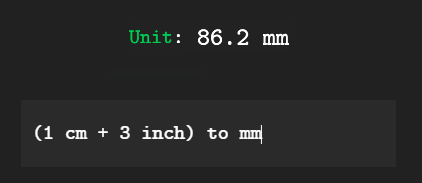 Unit: 86.2 mm
(1 cm + 3 inch) to mm